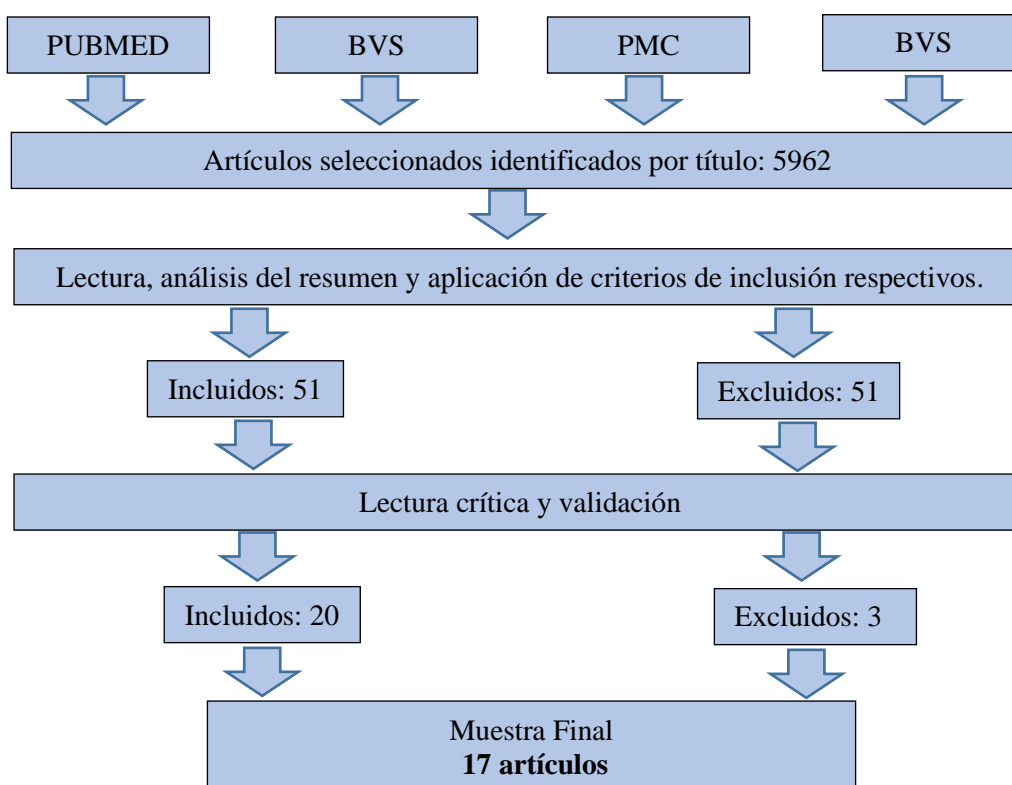 PUBMED
BVS
PMC
BVS
Artículos seleccionados identificados por título: 5962
Lectura, análisis del resumen y aplicación de criterios de inclusión respectivos.
Incluidos: 51
Excluidos: 51
Lectura crítica y validación
Incluidos: 20
Excluidos: 3
Muestra Final
17 artículos